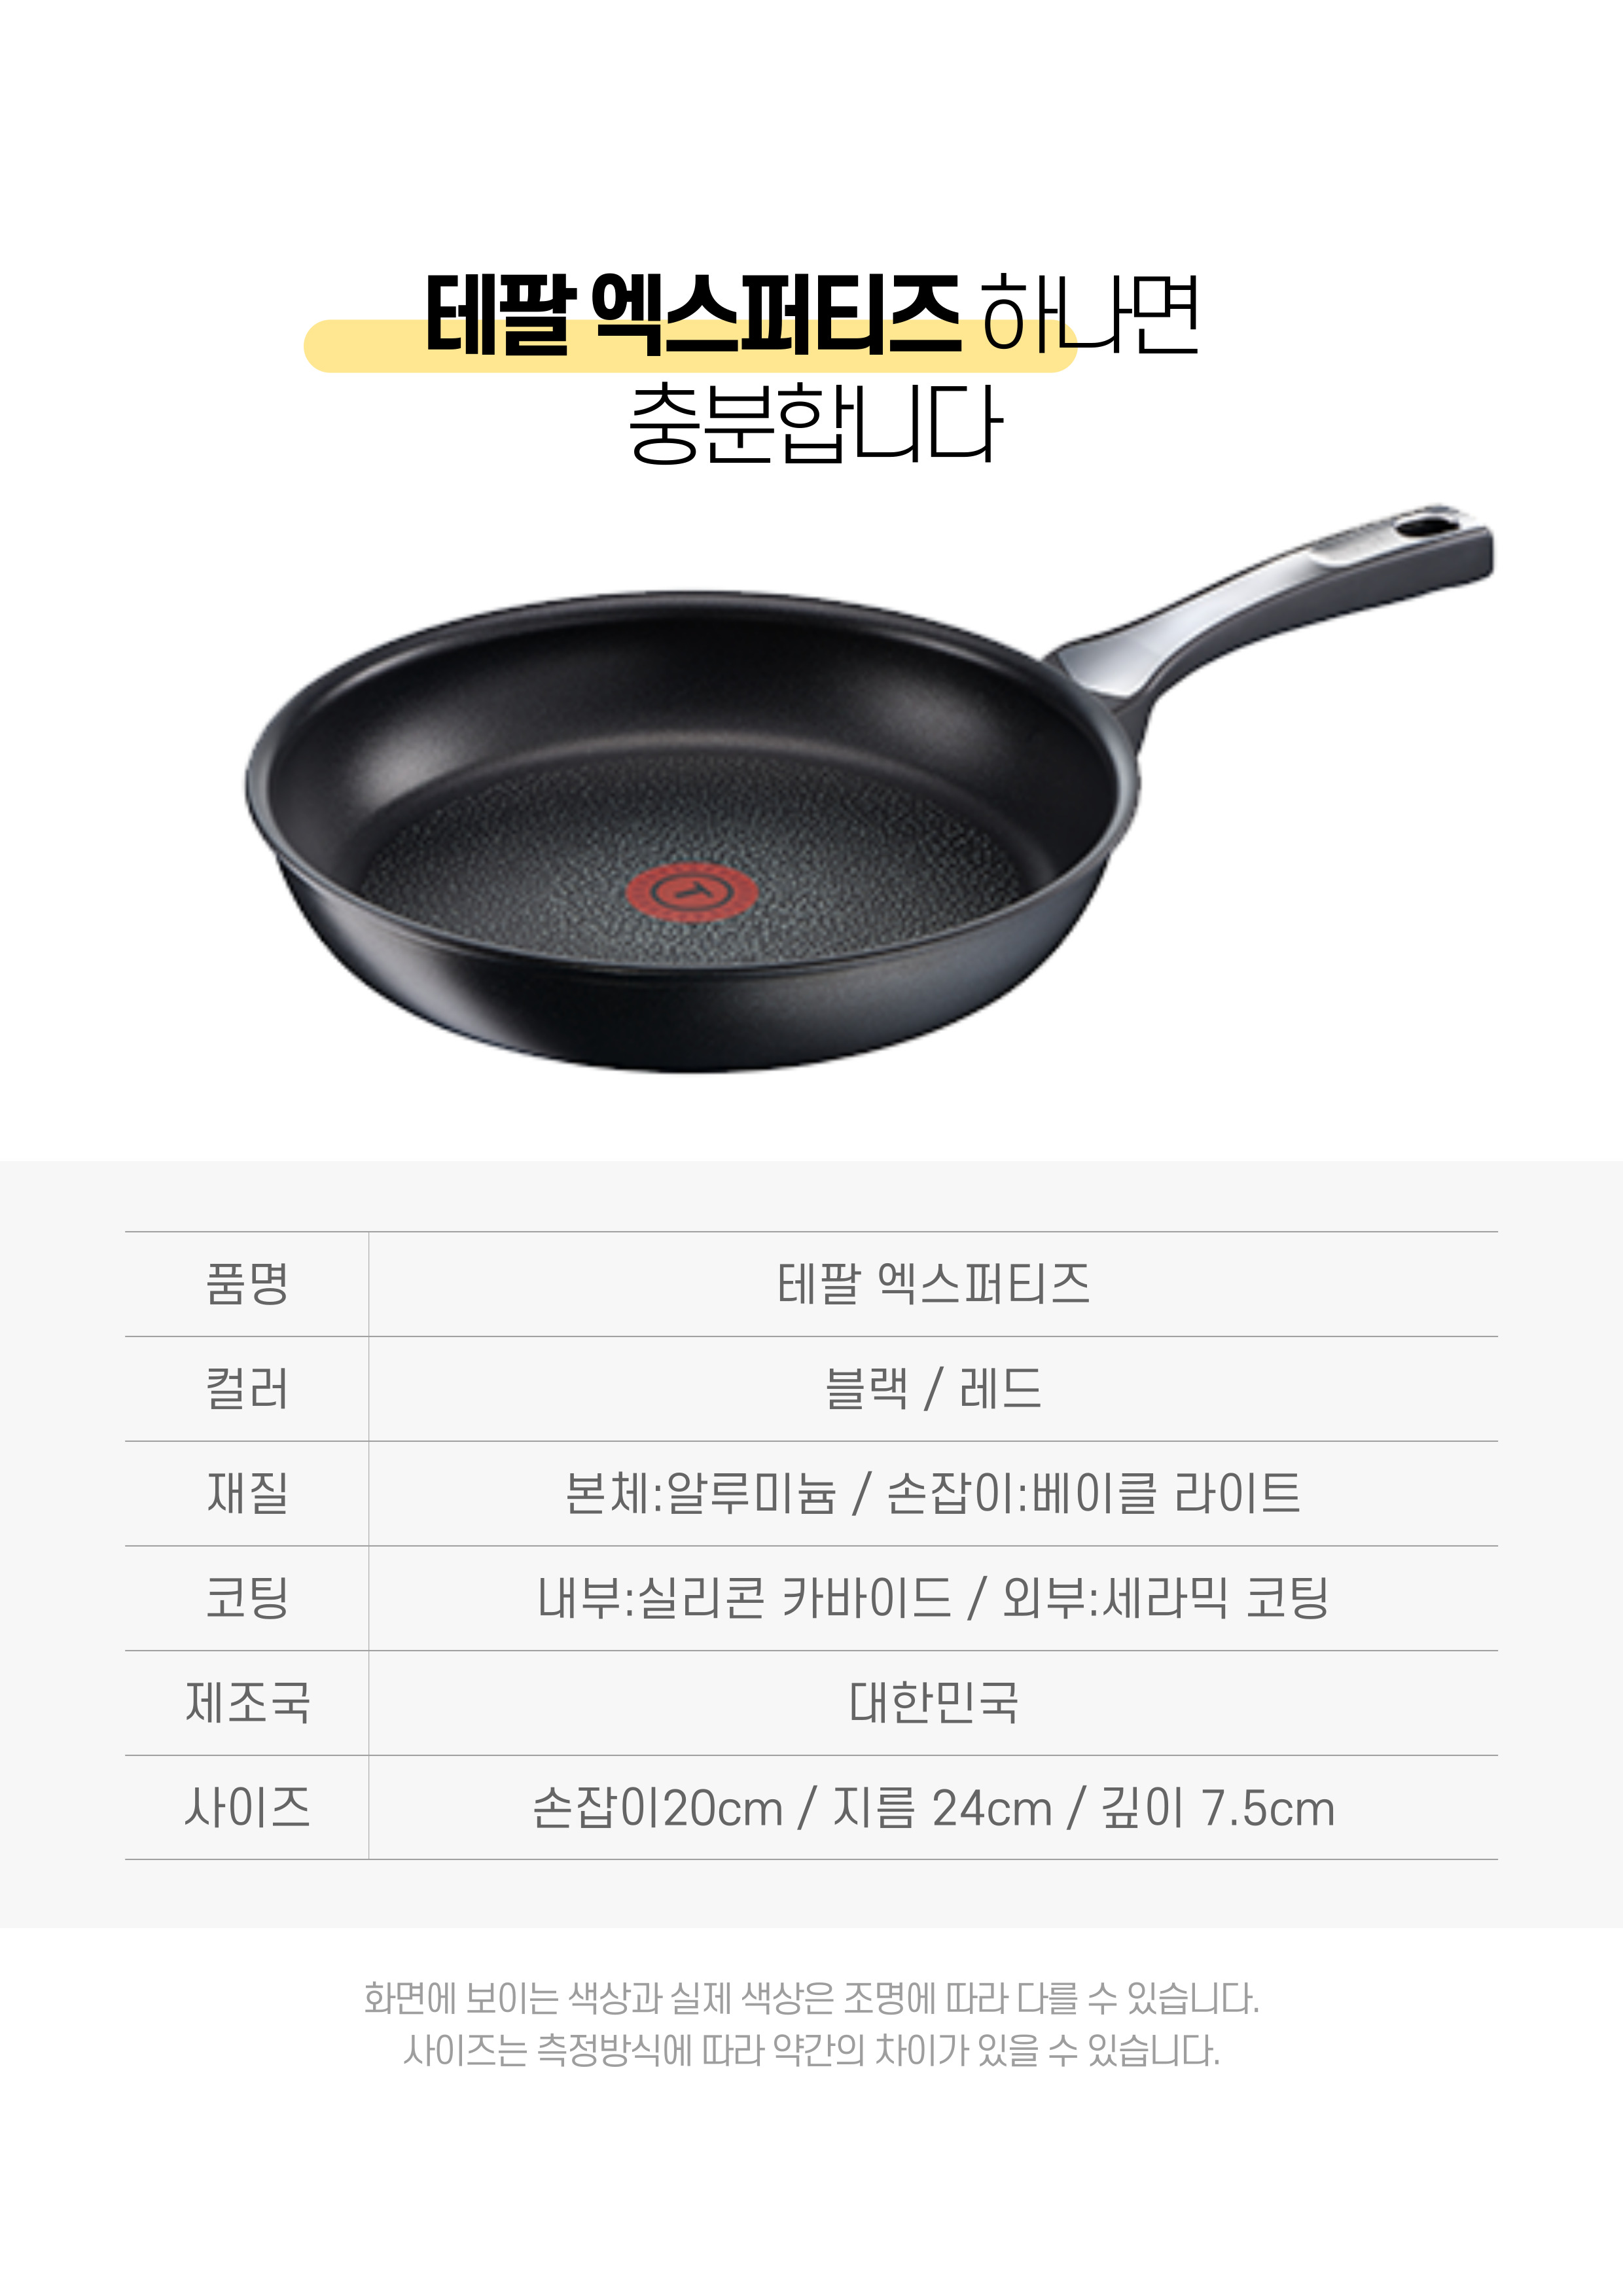 테팔 엑스퍼티즈 하나면
충분합니다
T
품명 테팔 엑스퍼티즈
컬러 블랙 / 레드
재질 본체:알루미늄 / 손잡이:베이클 라이트
코팅 내부:실리콘 카바이드 / 외부:세라믹 코팅
제조국 대한민국
사이즈 손잡이20cm / 지름 24cm / 깊이 7.5cm
화면에 보이는 색상과 실제 색상은 조명에 따라 다를 수 있습니다.
사이즈는 측정방식에 따라 약간의 차이가 있을 수 있습니다.